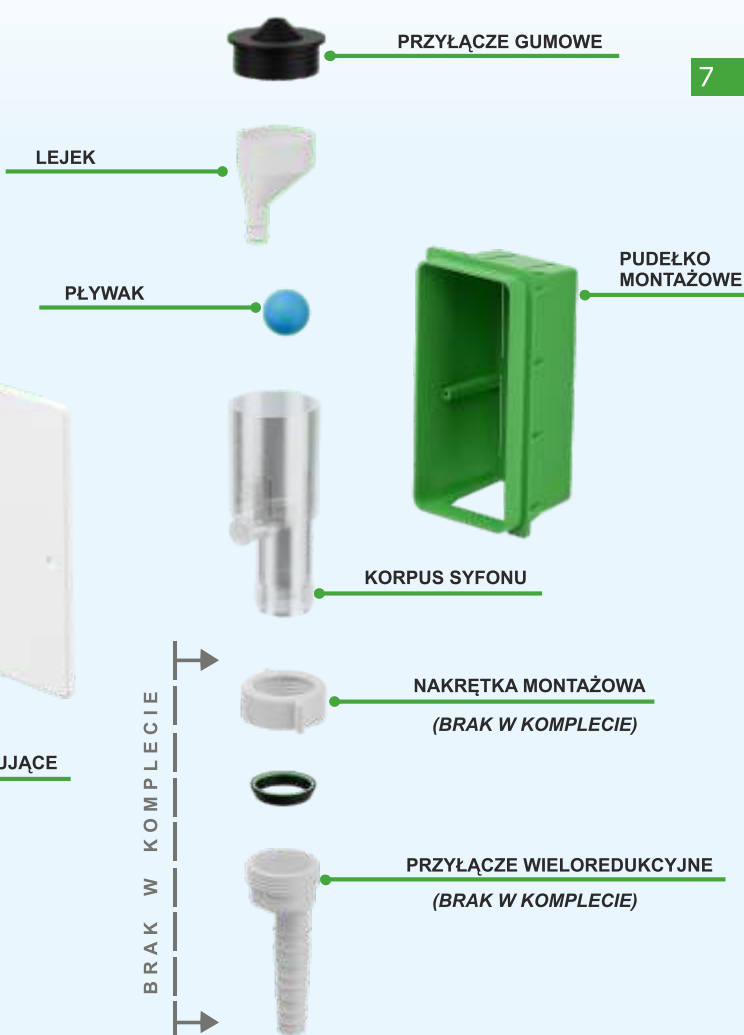 PRZYŁĄCZE GUMOWE
7
LEJEK
PUDEŁKO
MONTAŻOWE
PŁYWAK
KORPUS SYFONU
NAKRĘTKA MONTAŻOWA
(BRAK W KOMPLECIE)
UJĄCE
BRAK W KOMPLECIE
PRZYŁĄCZE WIELOREDUKCYJNE
(BRAK W KOMPLECIE)